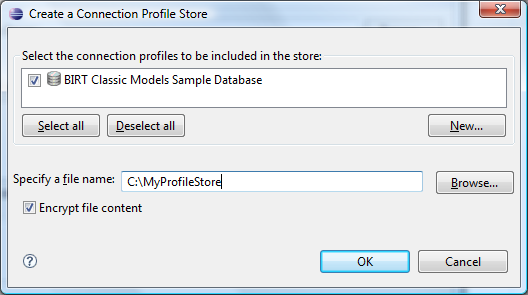 Create a Connection Profile Store
Select the connection profiles to be included in the store:
BIRT Classic Models Sample Database
Select all
Deselect all
New...
Specify a file name:
C:\MyProfileStore
Browse...
Encrypt file content
?
OK
Cancel